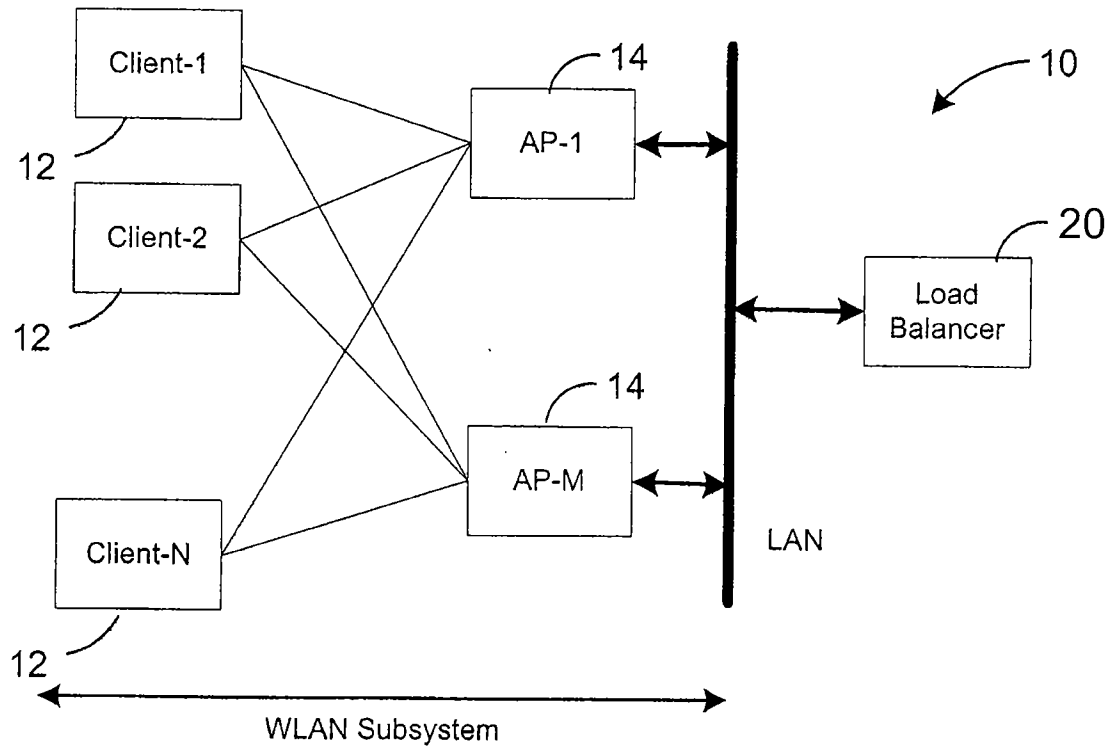 Client-1
12
Client-2
12
Client-N
12
14
AP-1
14
AP-M
10
20
Load
Balancer
LAN
WLAN Subsystem